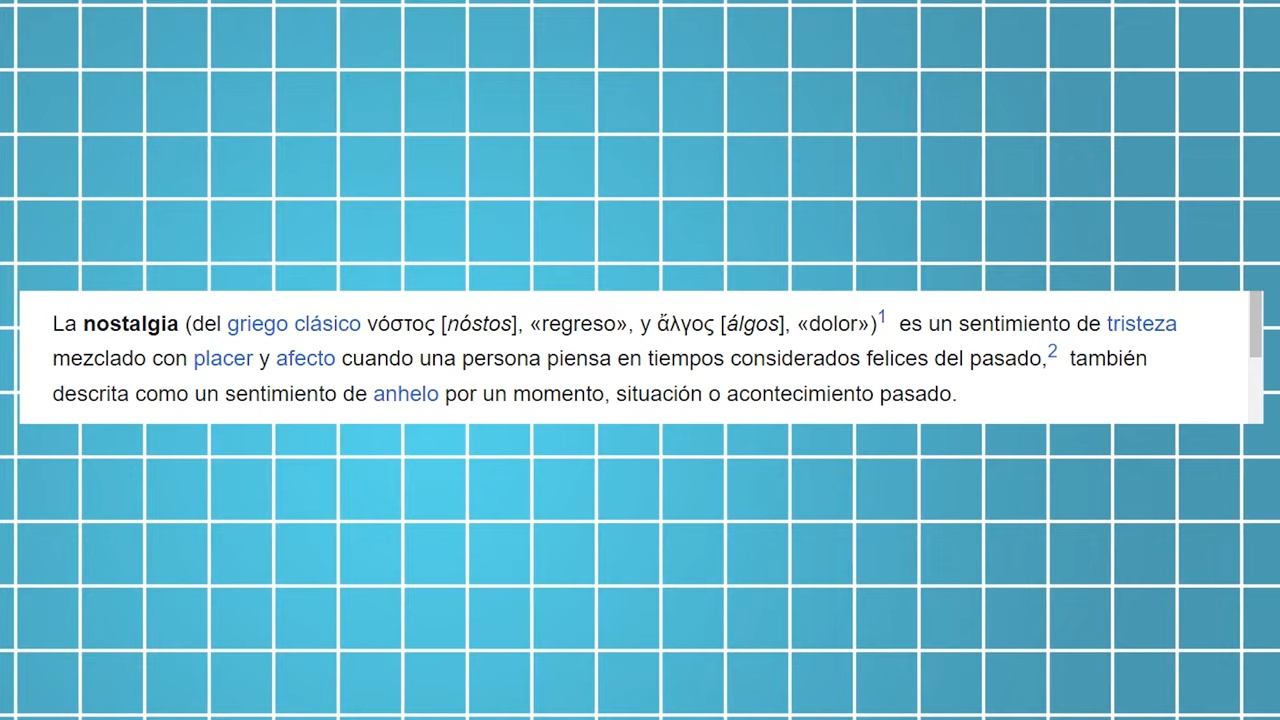 La nostalgia (del griego clásico νόστος [nóstos], «regreso», y ἄλγος [álgos], «dolor»)1 es un sentimiento de tristeza
mezclado con placer y afecto cuando una persona piensa en tiempos considerados felices del pasado,2 también
descrita como un sentimiento de anhelo por un momento, situación o acontecimiento pasado.